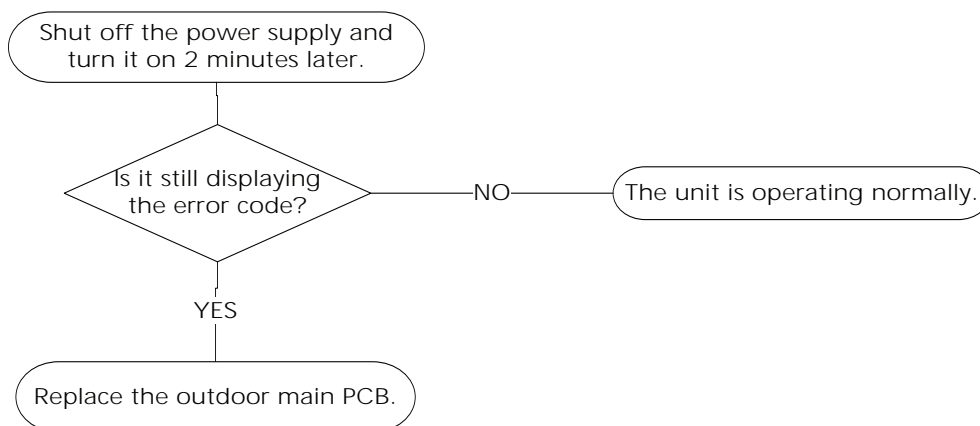 Shut off the power supply and
turn it on 2 minutes later.
Is it still displaying
the error code?
NO
The unit is operating normally.
YES
Replace the outdoor main PCB.